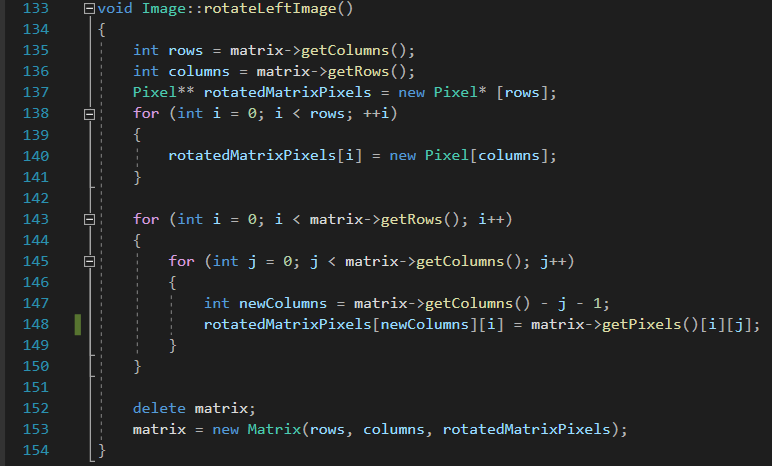 133 void Image::rotateLeftImage()
134 {
135     int rows = matrix->getColumns();
136     int columns = matrix->getRows();
137     Pixel** rotatedMatrixPixels = new Pixel* [rows];
138     for (int i = 0; i < rows; ++i)
139     {
140         rotatedMatrixPixels[i] = new Pixel[columns];
141     }
142
143     for (int i = 0; i < matrix->getRows(); i++)
144     {
145         for (int j = 0; j < matrix->getColumns(); j++)
146         {
147             int newColumns = matrix->getColumns() - j - 1;
148             rotatedMatrixPixels[newColumns][i] = matrix->getPixels()[i][j];
149         }
150     }
151
152     delete matrix;
153     matrix = new Matrix(rows, columns, rotatedMatrixPixels);
154 }